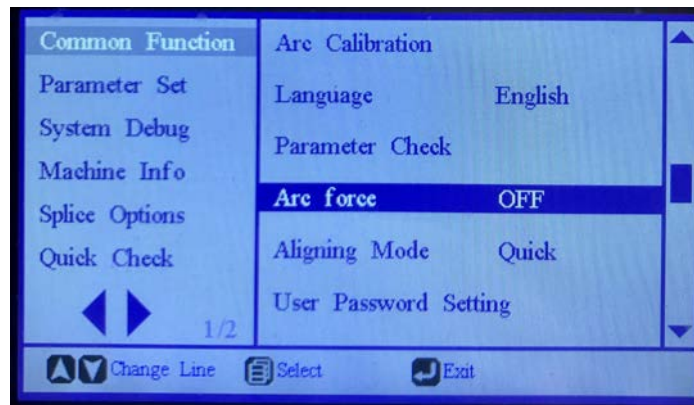 Common Function
Parameter Set
System Debug
Machine Info
Splice Options
Quick Check
1/2
Arc Calibration
Language English
Parameter Check
Arc force OFF
Aligning Mode Quick
User Password Setting
Change Line Select Exit